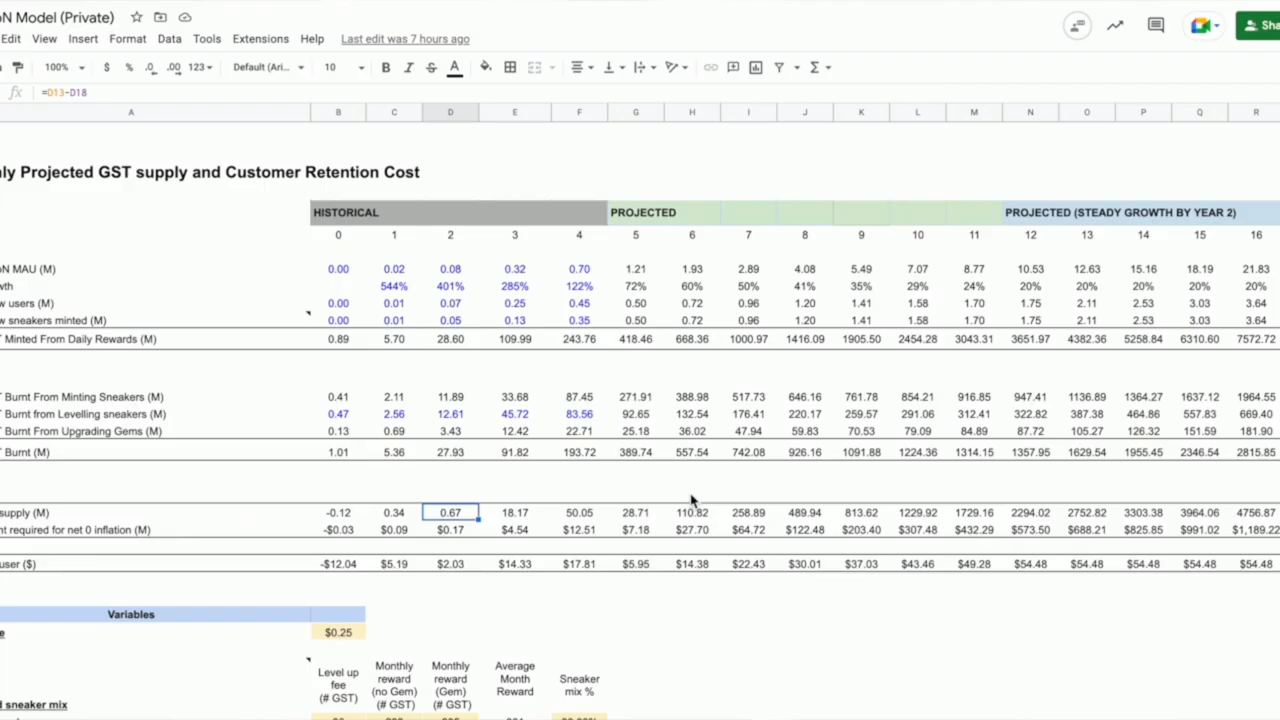 oN Model (Private)
Edit View Insert Format Data Tools Extensions Help Last edit was 7 hours ago
Sha
100% $ % .0 .00 123 Default (Ari... 10 B I S A
fx =D13-D18
A B C D E F G H I J K L M N O P Q R
ly Projected GST supply and Customer Retention Cost
HISTORICAL PROJECTED PROJECTED (STEADY GROWTH BY YEAR 2)
0 1 2 3 4 5 6 7 8 9 10 11 12 13 14 15 16
oN MAU (M) 0.00 0.02 0.08 0.32 0.70 1.21 1.93 2.89 4.08 5.49 7.07 8.77 10.53 12.63 15.16 18.19 21.83
wth 544% 401% 285% 122% 72% 60% 50% 41% 35% 29% 24% 20% 20% 20% 20% 20%
w users (M) 0.00 0.01 0.07 0.25 0.45 0.50 0.72 0.96 1.20 1.41 1.58 1.70 1.75 2.11 2.53 3.03 3.64
w sneakers minted (M) 0.00 0.01 0.05 0.13 0.35 0.50 0.72 0.96 1.20 1.41 1.58 1.70 1.75 2.11 2.53 3.03 3.64
Minted From Daily Rewards (M) 0.89 5.70 28.60 109.99 243.76 418.46 668.36 1000.97 1416.09 1905.50 2454.28 3043.31 3651.97 4382.36 5258.84 6310.60 7572.72
Burnt From Minting Sneakers (M) 0.41 2.11 11.89 33.68 87.45 271.91 388.98 517.73 646.16 761.78 854.21 916.85 947.41 1136.89 1364.27 1637.12 1964.55
Burnt from Levelling sneakers (M) 0.47 2.56 12.61 45.72 83.56 92.65 132.54 176.41 220.17 259.57 291.06 312.41 322.82 387.38 464.86 557.83 669.40
Burnt From Upgrading Gems (M) 0.13 0.69 3.43 12.42 22.71 25.18 36.02 47.94 59.83 70.53 79.09 84.89 87.72 105.27 126.32 151.59 181.90
Burnt (M) 1.01 5.36 27.93 91.82 193.72 389.74 557.54 742.08 926.16 1091.88 1224.36 1314.15 1357.95 1629.54 1955.45 2346.54 2815.85
supply (M) -0.12 0.34 0.67 18.17 50.05 28.71 110.82 258.89 489.94 813.62 1229.92 1729.16 2294.02 2752.82 3303.38 3964.06 4756.87
nt required for net 0 inflation (M) -$0.03 $0.09 $0.17 $4.54 $12.51 $7.18 $27.70 $64.72 $122.48 $203.40 $307.48 $432.29 $573.50 $688.21 $825.85 $991.02 $1,189.22
user ($) -$12.04 $5.19 $2.03 $14.33 $17.81 $5.95 $14.38 $22.43 $30.01 $37.03 $43.46 $49.28 $54.48 $54.48 $54.48 $54.48 $54.48
Variables
e $0.25
Level up fee (# GST) Monthly reward (no Gem) (# GST) Monthly reward (Gem) (# GST) Average Month Reward Sneaker mix %
d sneaker mix